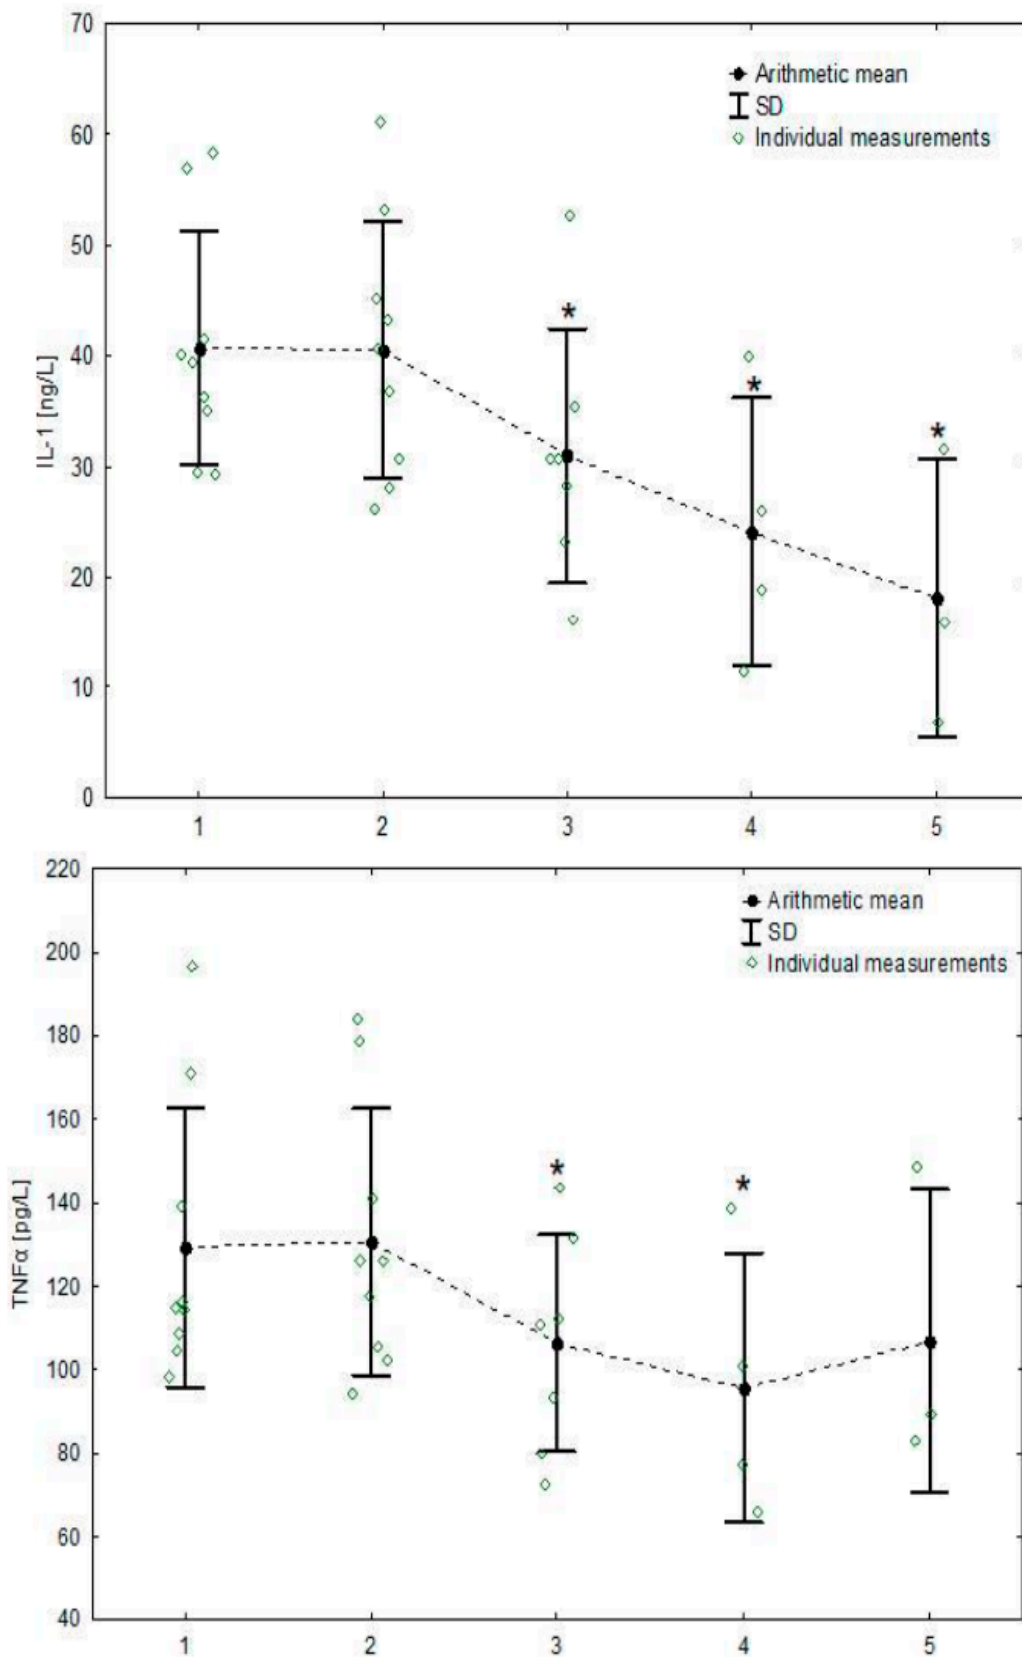 70
60
50
40
30
20
10
0
IL-1 [ng/L]
Arithmetic mean
SD
Individual measurements
*
*
*
1 2 3 4 5
220
200
180
160
140
120
100
80
60
40
TNFα [pg/L]
Arithmetic mean
SD
Individual measurements
*
*
1 2 3 4 5